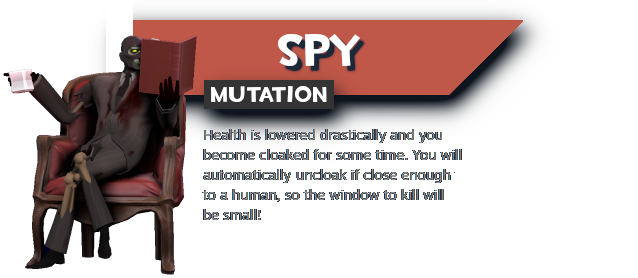 SPY
MUTATION
Health is lowered drastically and you
become cloaked for some time. You will
automatically uncloak if close enough
to a human, so the window to kill will
be small!